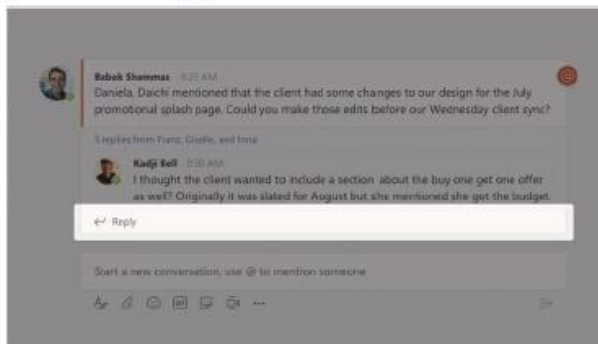 Babak Shammas 9:25 AM
Daniela, Daichi mentioned that the client had some changes to our design for the July
promotional splash page. Could you make those edits before our Wednesday client sync?
3 replies from Franz, Giselle, and Inna
Kadji Bell 9:30 AM
I thought the client wanted to include a section about the buy one get one offer
as well? Originally it was slated for August but she mentioned she got the budget.
Reply
Start a new conversation, use @ to mention someone